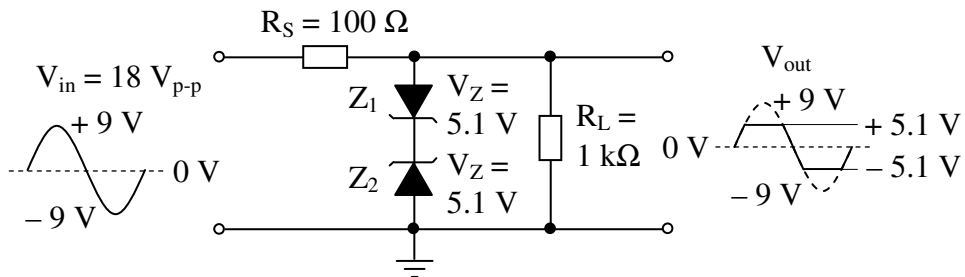 R_S = 100 Ω
V_in = 18 V_p-p
+ 9 V
0 V
– 9 V
Z_1
V_Z =
5.1 V
Z_2
V_Z =
5.1 V
R_L =
1 kΩ
V_out
+ 9 V
+ 5.1 V
0 V
– 5.1 V
– 9 V